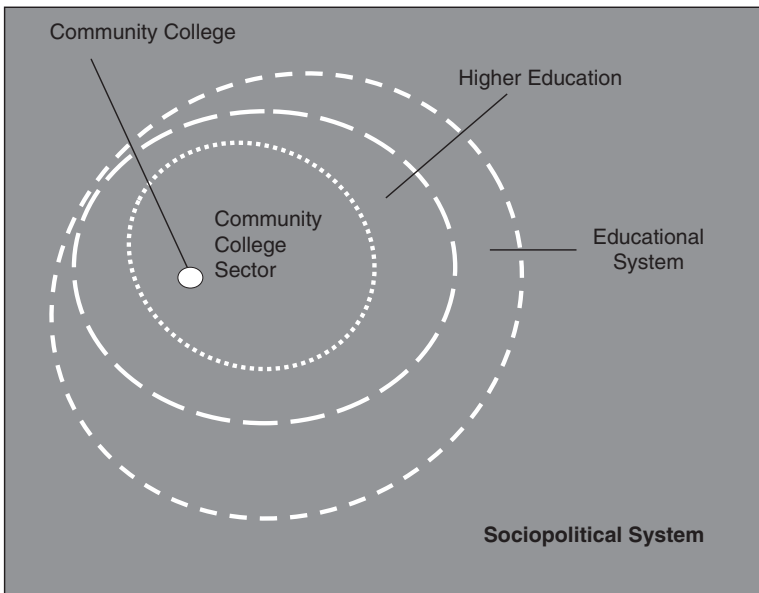 Community College
Higher Education
Community
College
Sector
Educational
System
Sociopolitical System